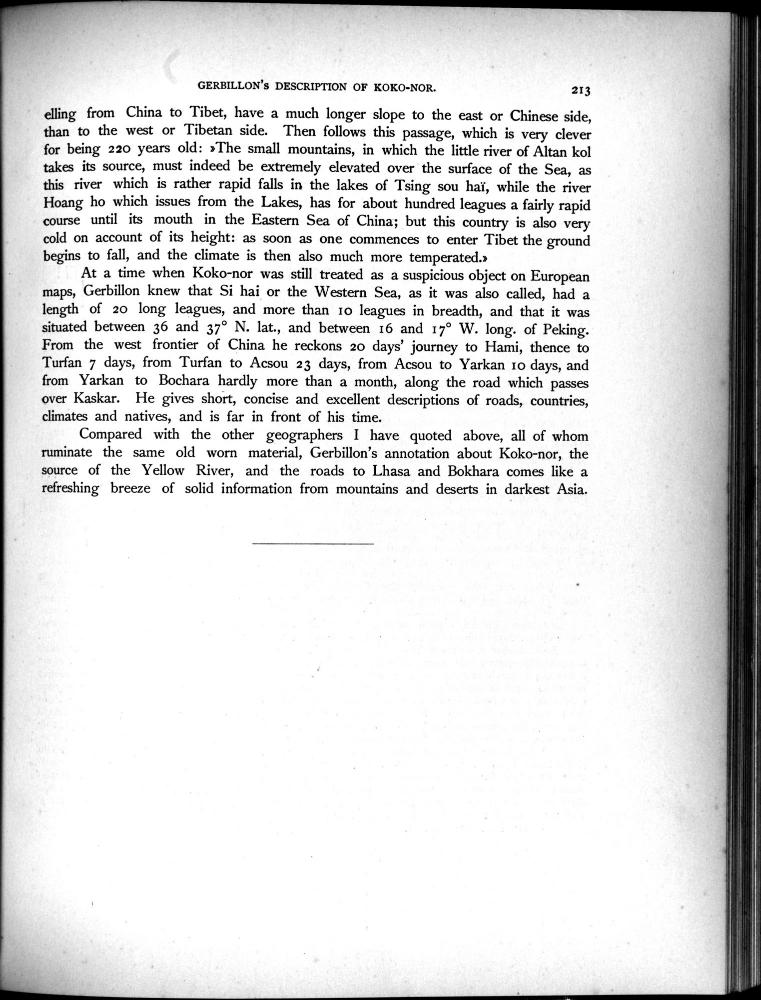 GERBILLON'S DESCRIPTION OF KOKO-NOR. 213
elling from China to Tibet, have a much longer slope to the east or Chinese side,
than to the west or Tibetan side. Then follows this passage, which is very clever
for being 220 years old: »The small mountains, in which the little river of Altan kol
takes its source, must indeed be extremely elevated over the surface of the Sea, as
this river which is rather rapid falls in the lakes of Tsing sou haï, while the river
Hoang ho which issues from the Lakes, has for about hundred leagues a fairly rapid
course until its mouth in the Eastern Sea of China; but this country is also very
cold on account of its height: as soon as one commences to enter Tibet the ground
begins to fall, and the climate is then also much more temperated.»
At a time when Koko-nor was still treated as a suspicious object on European
maps, Gerbillon knew that Si hai or the Western Sea, as it was also called, had a
length of 20 long leagues, and more than 10 leagues in breadth, and that it was
situated between 36 and 37° N. lat., and between 16 and 17° W. long. of Peking.
From the west frontier of China he reckons 20 days' journey to Hami, thence to
Turfan 7 days, from Turfan to Acsou 23 days, from Acsou to Yarkan 10 days, and
from Yarkan to Bochara hardly more than a month, along the road which passes
over Kaskar. He gives short, concise and excellent descriptions of roads, countries,
climates and natives, and is far in front of his time.
Compared with the other geographers I have quoted above, all of whom
ruminate the same old worn material, Gerbillon's annotation about Koko-nor, the
source of the Yellow River, and the roads to Lhasa and Bokhara comes like a
refreshing breeze of solid information from mountains and deserts in darkest Asia.